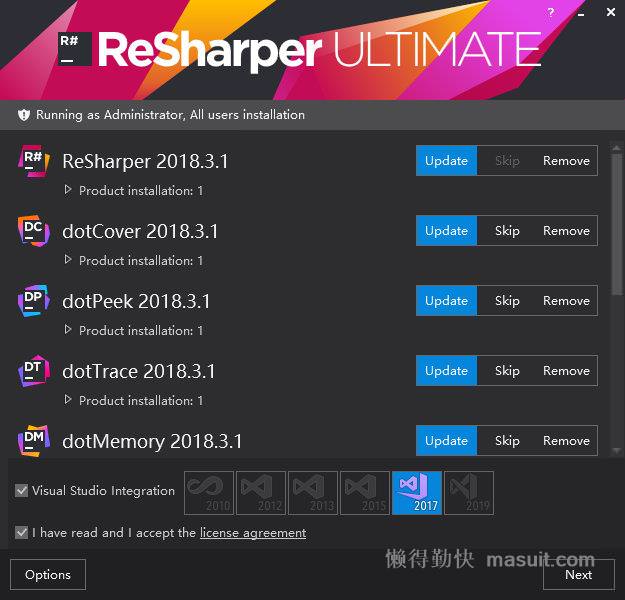 ?
R#
ReSharper ULTIMATE
Running as Administrator, All users installation
R#
ReSharper 2018.3.1
Update Skip Remove
Product installation: 1
DC
dotCover 2018.3.1
Update Skip Remove
Product installation: 1
DP
dotPeek 2018.3.1
Update Skip Remove
Product installation: 1
DT
dotTrace 2018.3.1
Update Skip Remove
Product installation: 1
DM
dotMemory 2018.3.1
Update Skip Remove
Visual Studio Integration 2010 2012 2013 2015 2017 2019
I have read and I accept the license agreement
懒得勤快 masuit.com
Options Next